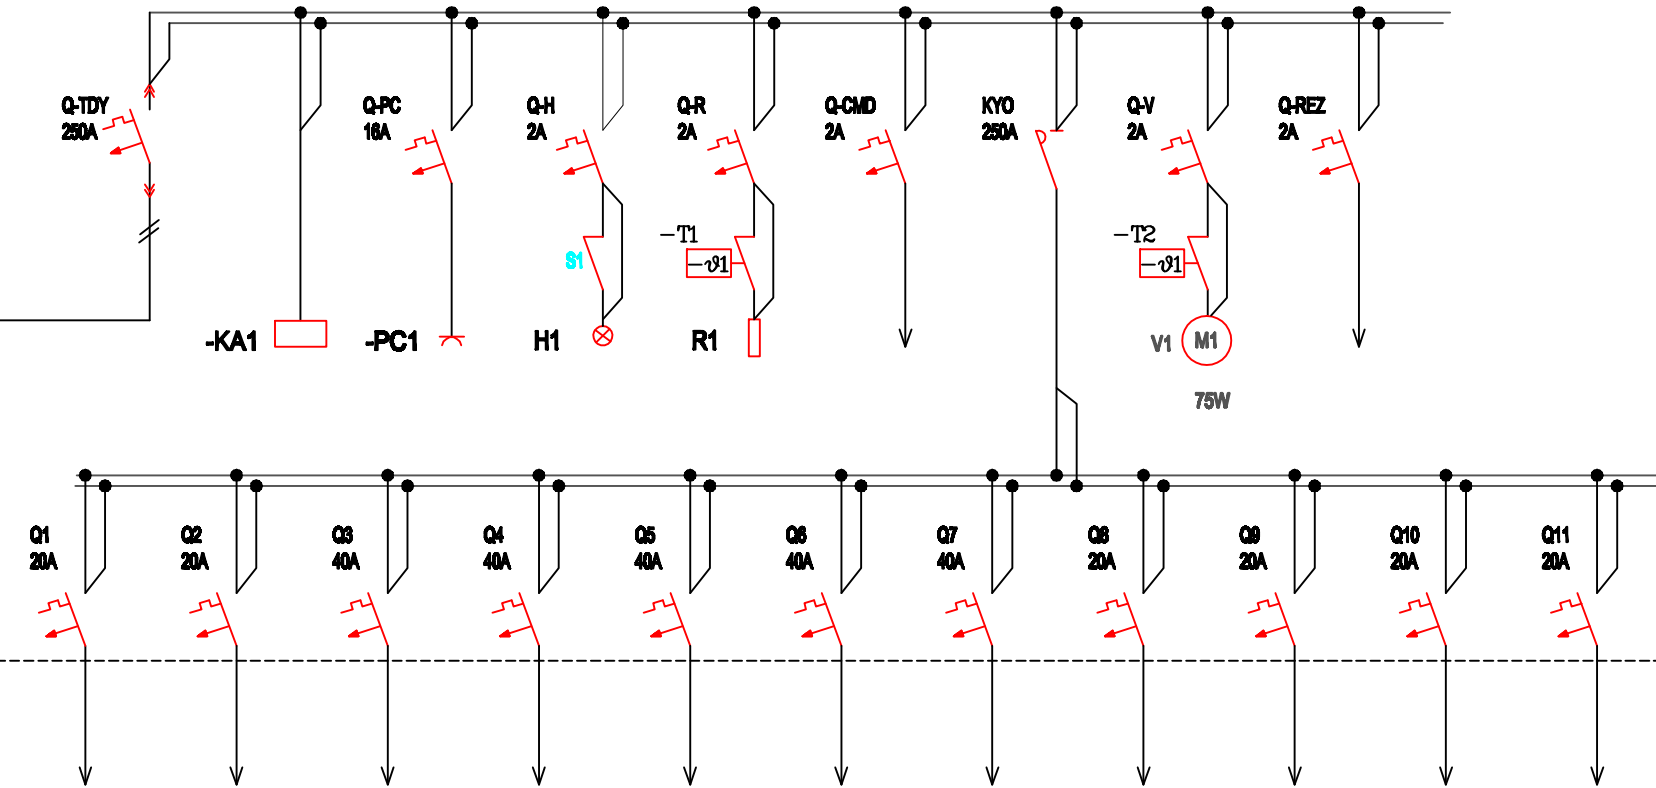 Q-TDY
250A
Q-PC
16A
Q-H
2A
Q-R
2A
Q-CMD
2A
KYO
250A
Q-V
2A
Q-REZ
2A
S1
-T1
-ϑ1
-T2
-ϑ1
-KA1
-PC1
H1
R1
V1
M1
75W
Q1
20A
Q2
20A
Q3
40A
Q4
40A
Q5
40A
Q6
40A
Q7
40A
Q8
20A
Q9
20A
Q10
20A
Q11
20A